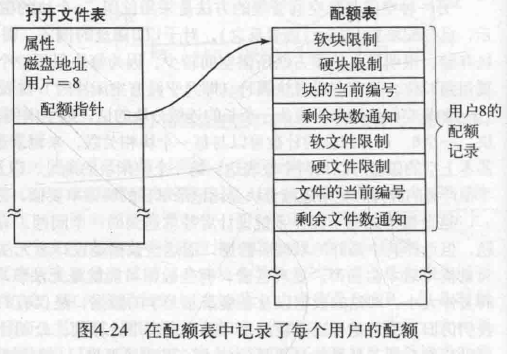 打开文件表
配额表
属性
磁盘地址
用户=8
配额指针
软块限制
硬块限制
块的当前编号
剩余块数通知
软文件限制
硬文件限制
文件的当前编号
剩余文件数通知
用户8的
配额
记录
图4-24 在配额表中记录了每个用户的配额